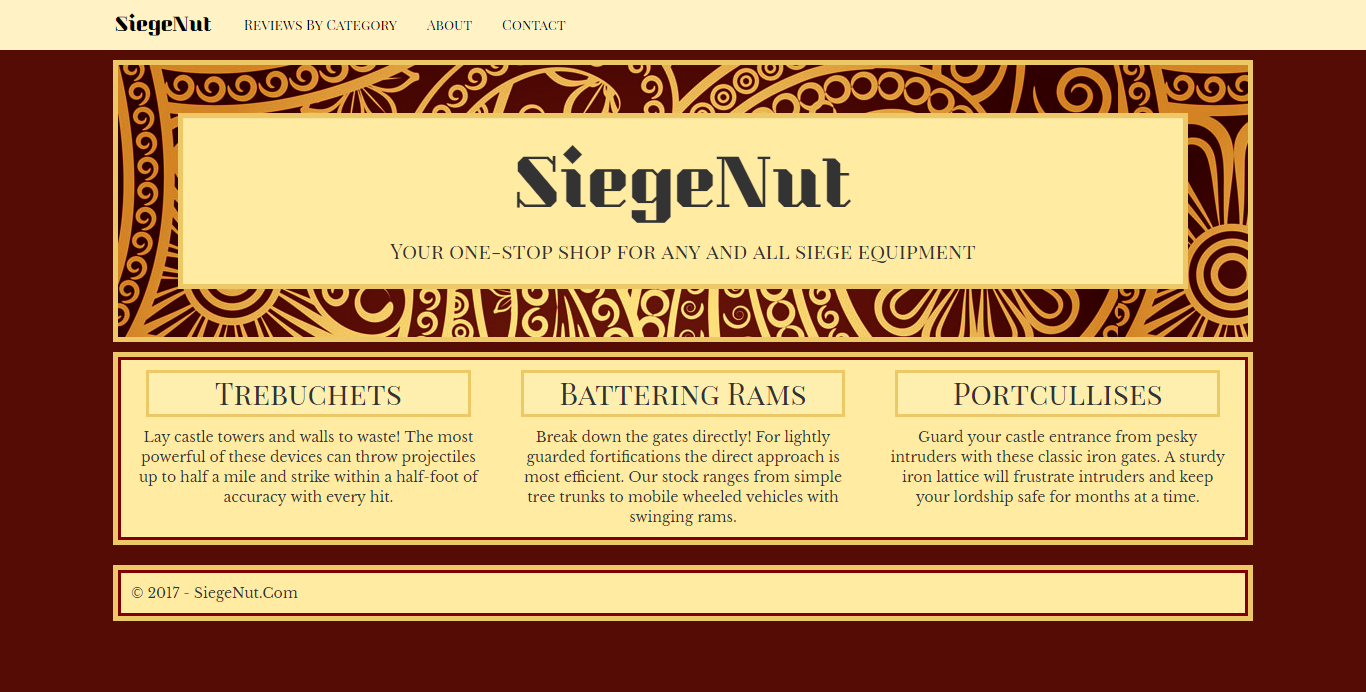 SiegeNut Reviews By Category About Contact
SiegeNut
Your one-stop shop for any and all siege equipment
Trebuchets
Lay castle towers and walls to waste! The most
powerful of these devices can throw projectiles
up to half a mile and strike within a half-foot of
accuracy with every hit.
Battering Rams
Break down the gates directly! For lightly
guarded fortifications the direct approach is
most efficient. Our stock ranges from simple
tree trunks to mobile wheeled vehicles with
swinging rams.
Portcullises
Guard your castle entrance from pesky
intruders with these classic iron gates. A sturdy
iron lattice will frustrate intruders and keep
your lordship safe for months at a time.
© 2017 - SiegeNut.Com